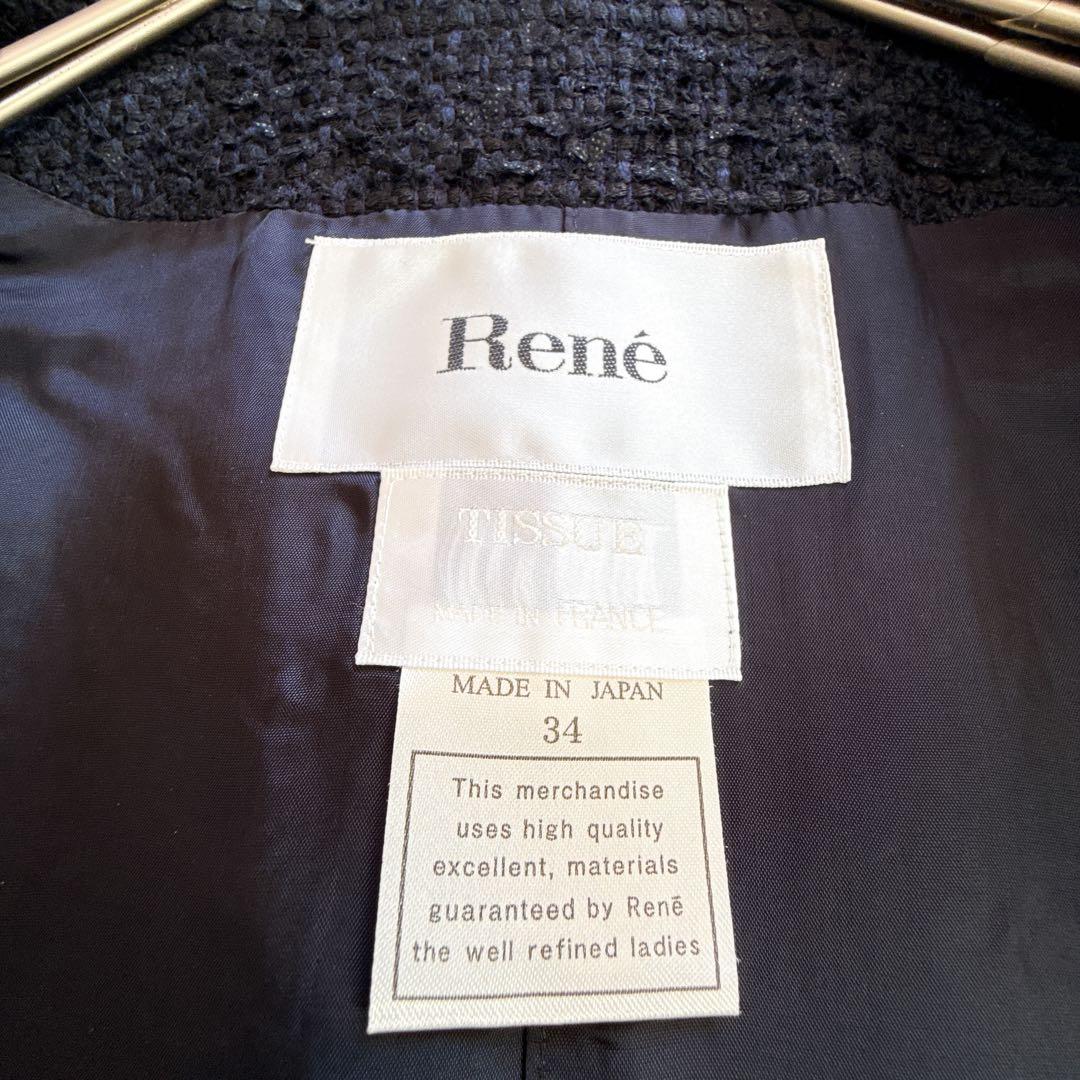 René
TISSUE
MADE IN FRANCE
MADE IN JAPAN
34
This merchandise
uses high quality
excellent, materials
guaranteed by René
the well refined ladies